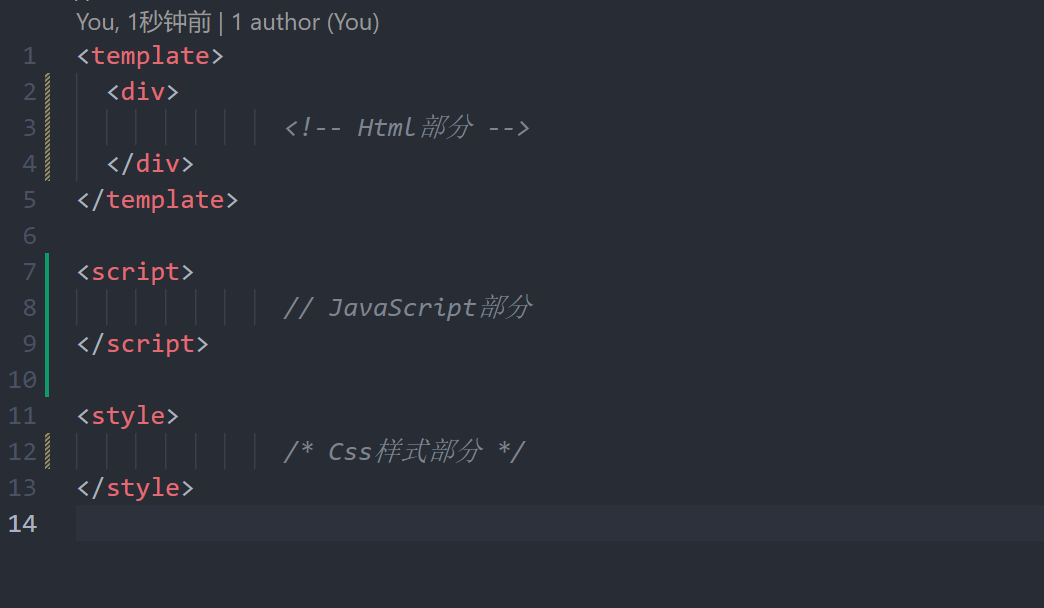 You, 1秒钟前 | 1 author (You)
1 <template>
2 <div>
3 <!-- Html部分 -->
4 </div>
5 </template>
6
7 <script>
8 // JavaScript部分
9 </script>
10
11 <style>
12 /* Css样式部分 */
13 </style>
14